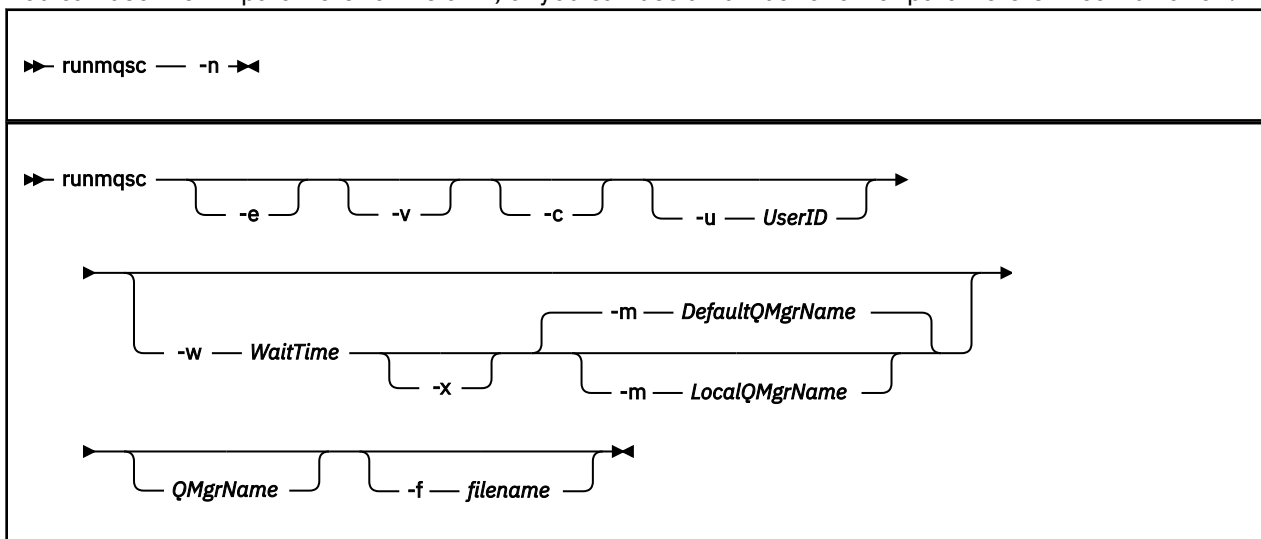 runmqsc -n
runmqsc
-e -v -c -u UserID
-m DefaultQMgrName
-w WaitTime
-x -m LocalQMgrName
QMgrName -f filename